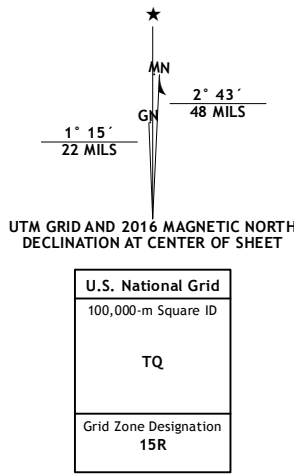 ★
MN
2° 43´
48 MILS
GN
1° 15´
22 MILS
UTM GRID AND 2016 MAGNETIC NORTH
DECLINATION AT CENTER OF SHEET
U.S. National Grid
100,000-m Square ID
TQ
Grid Zone Designation
15R